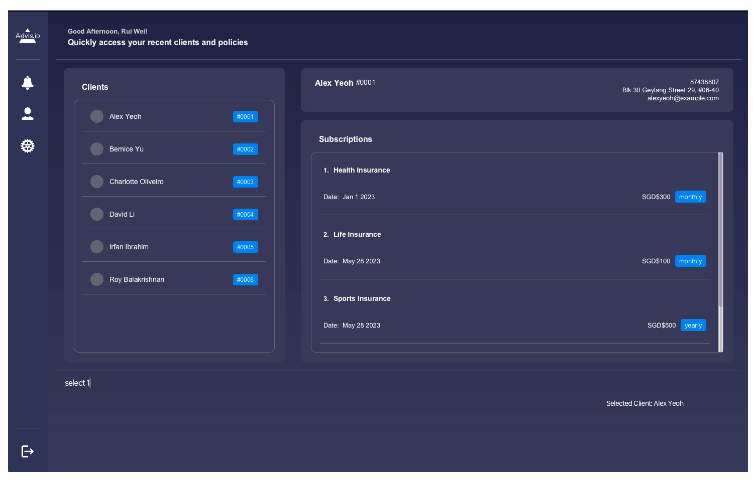 Advis.io
Good Afternoon, Rui Wei!
Quickly access your recent clients and policies
Clients
Alex Yeoh #0001
Bernice Yu #0002
Charlotte Oliveiro #0003
David Li #0004
Irfan Ibrahim #0005
Roy Balakrishnan #0006
Alex Yeoh #0001
87438807
Blk 30 Geylang Street 29, #06-40
alexyeoh@example.com
Subscriptions
1. Health Insurance
Date: Jan 1 2023 SGD$300 monthly
2. Life Insurance
Date: May 28 2023 SGD$100 monthly
3. Sports Insurance
Date: May 28 2023 SGD$500 yearly
select 1
Selected Client: Alex Yeoh